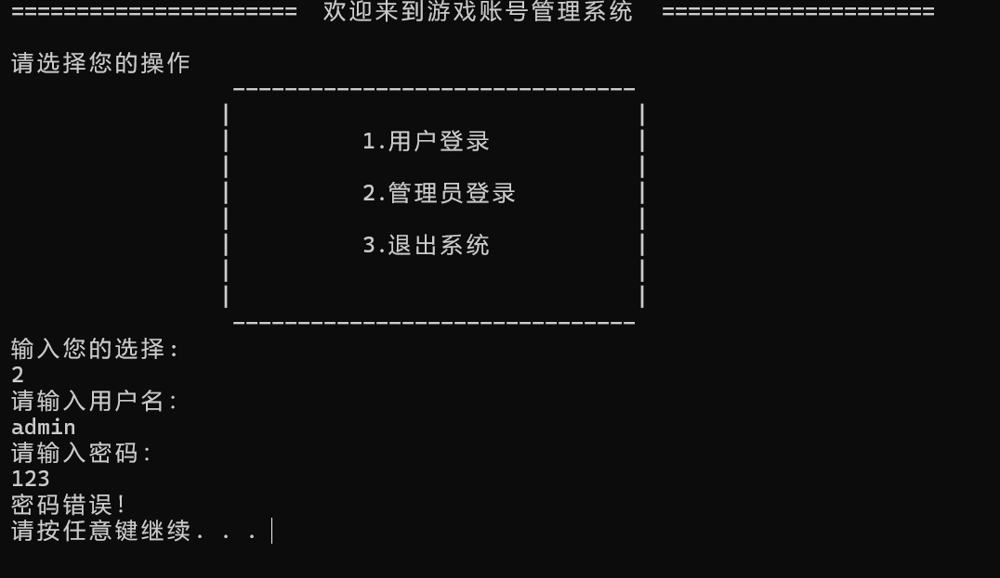 ====================== 欢迎来到游戏账号管理系统 =====================
请选择您的操作
-------------------------------
|                               |
|          1.用户登录           |
|                               |
|          2.管理员登录         |
|                               |
|          3.退出系统           |
|                               |
|                               |
-------------------------------
输入您的选择:
2
请输入用户名:
admin
请输入密码:
123
密码错误!
请按任意键继续. . .